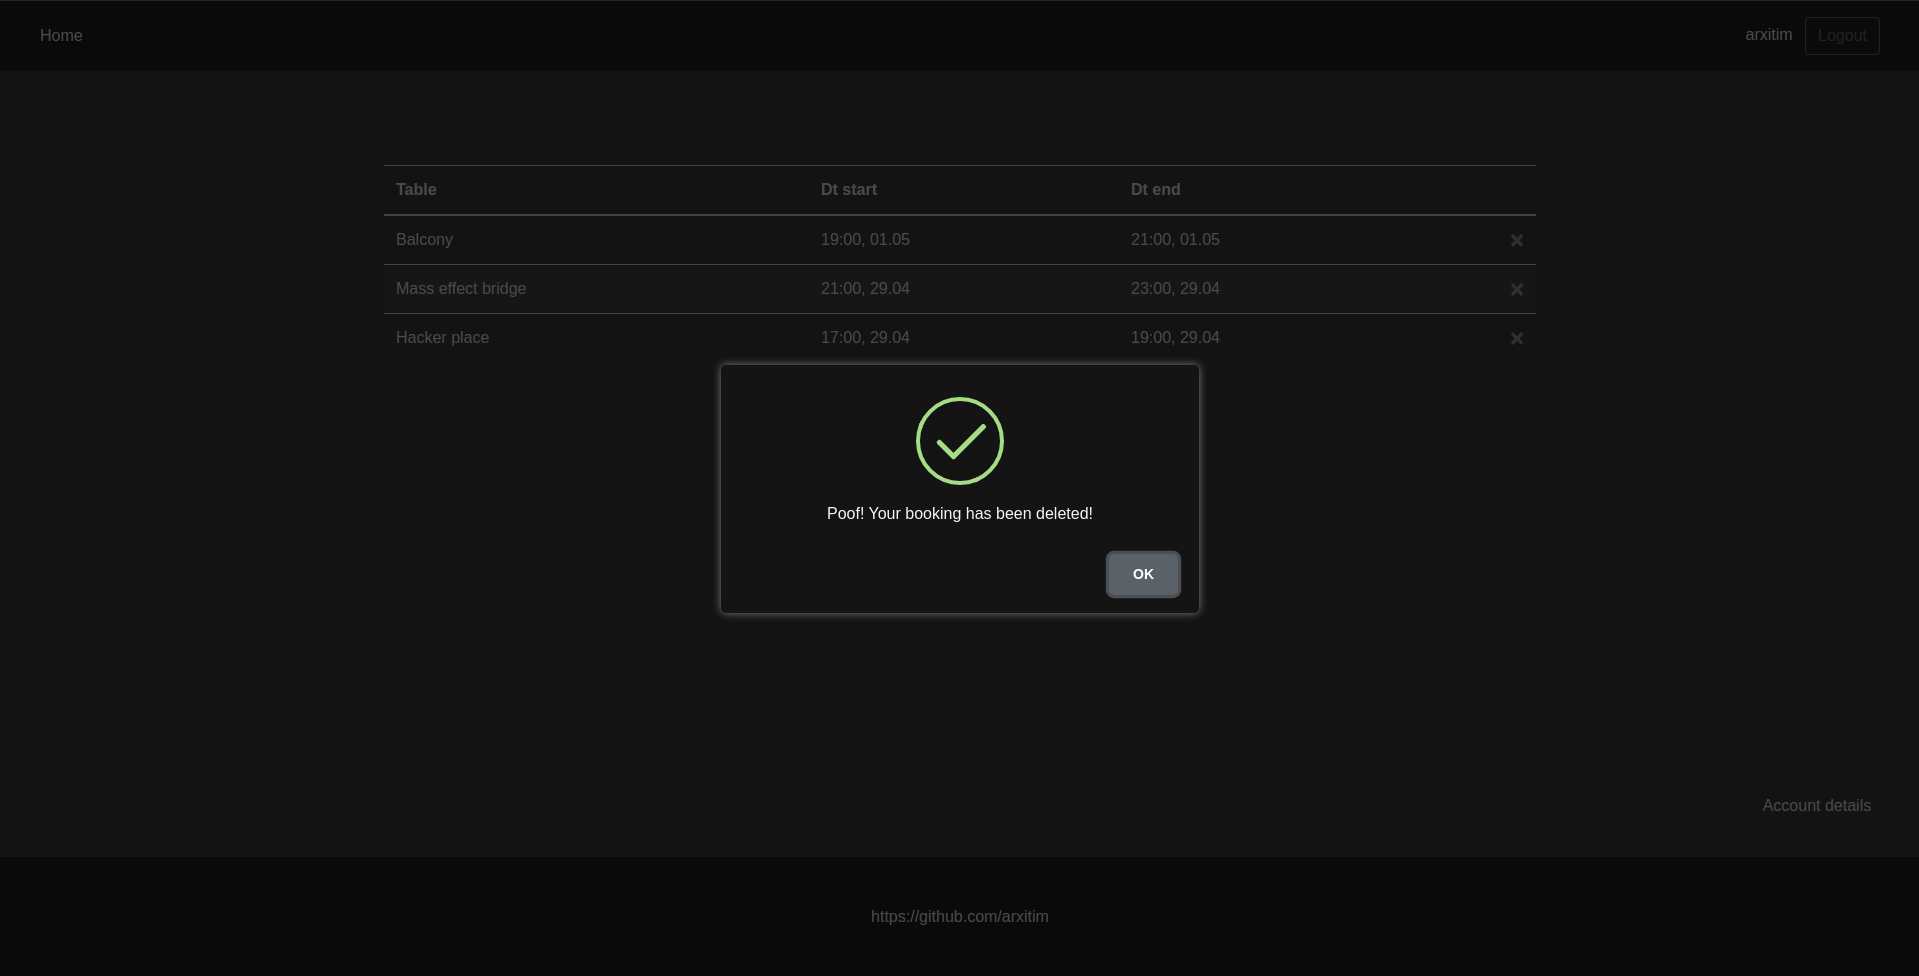 Home
arxitim Logout
Table Dt start Dt end
Balcony 19:00, 01.05 21:00, 01.05
Mass effect bridge 21:00, 29.04 23:00, 29.04
Hacker place 17:00, 29.04 19:00, 29.04
Poof! Your booking has been deleted!
OK
Account details
https://github.com/arxitim